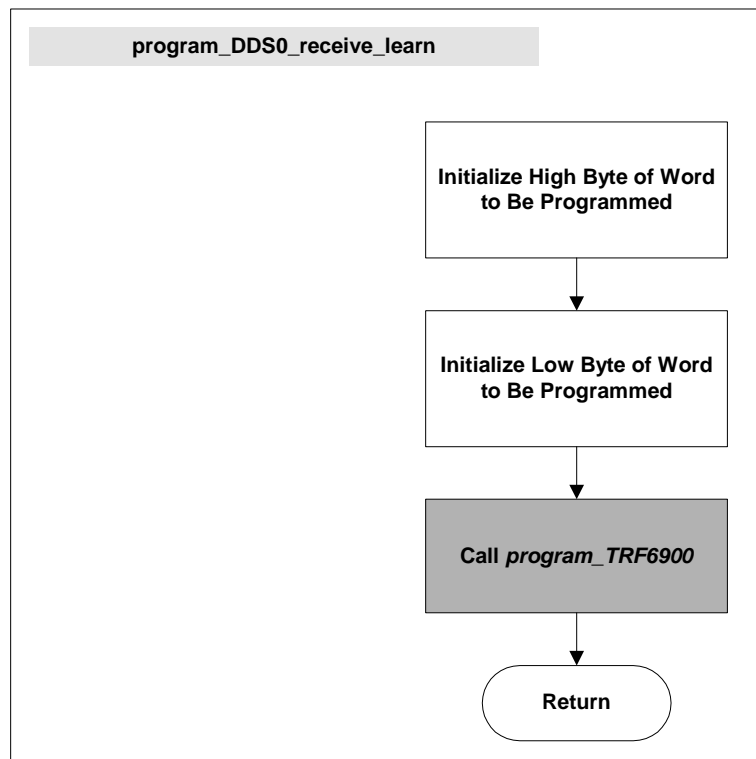 program_DDS0_receive_learn
Initialize High Byte of Word
to Be Programmed
Initialize Low Byte of Word
to Be Programmed
Call program_TRF6900
Return